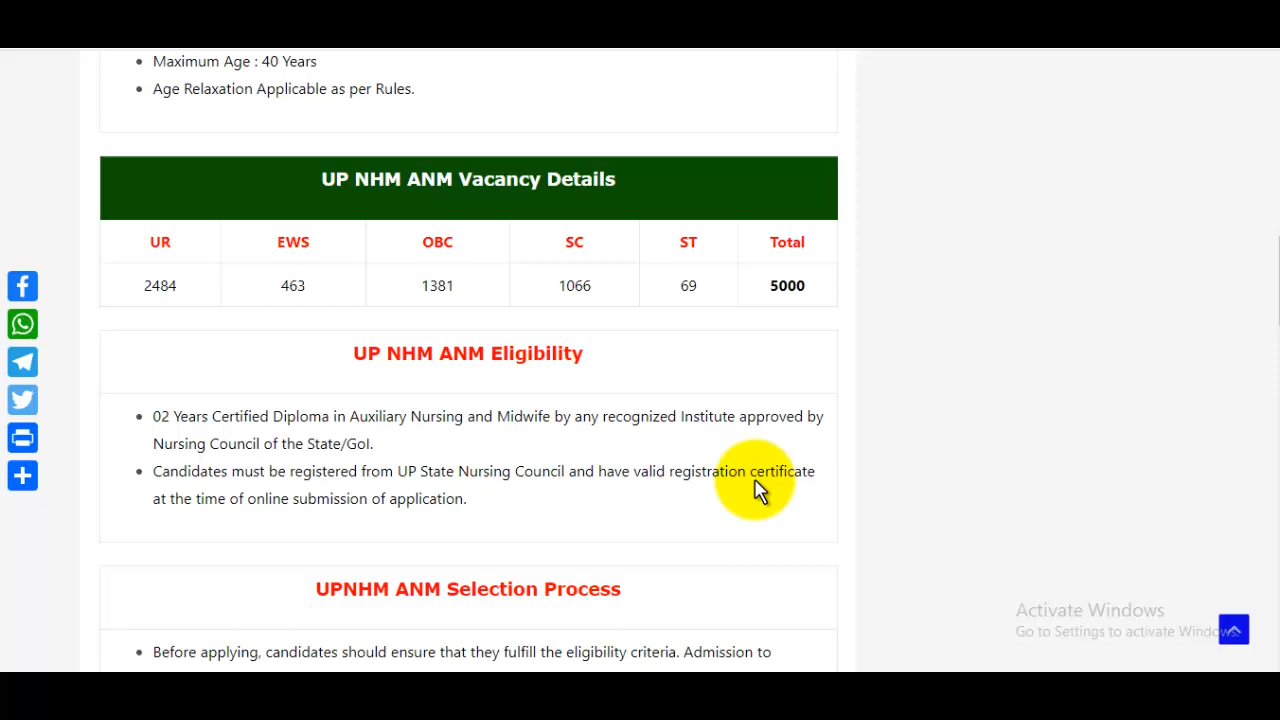 Maximum Age : 40 Years
Age Relaxation Applicable as per Rules.
UP NHM ANM Vacancy Details
UR EWS OBC SC ST Total
2484 463 1381 1066 69 5000
UP NHM ANM Eligibility
02 Years Certified Diploma in Auxiliary Nursing and Midwife by any recognized Institute approved by
Nursing Council of the State/GoI.
Candidates must be registered from UP State Nursing Council and have valid registration certificate
at the time of online submission of application.
UPNHM ANM Selection Process
Before applying, candidates should ensure that they fulfill the eligibility criteria. Admission to
Activate Windows
Go to Settings to activate Windows.